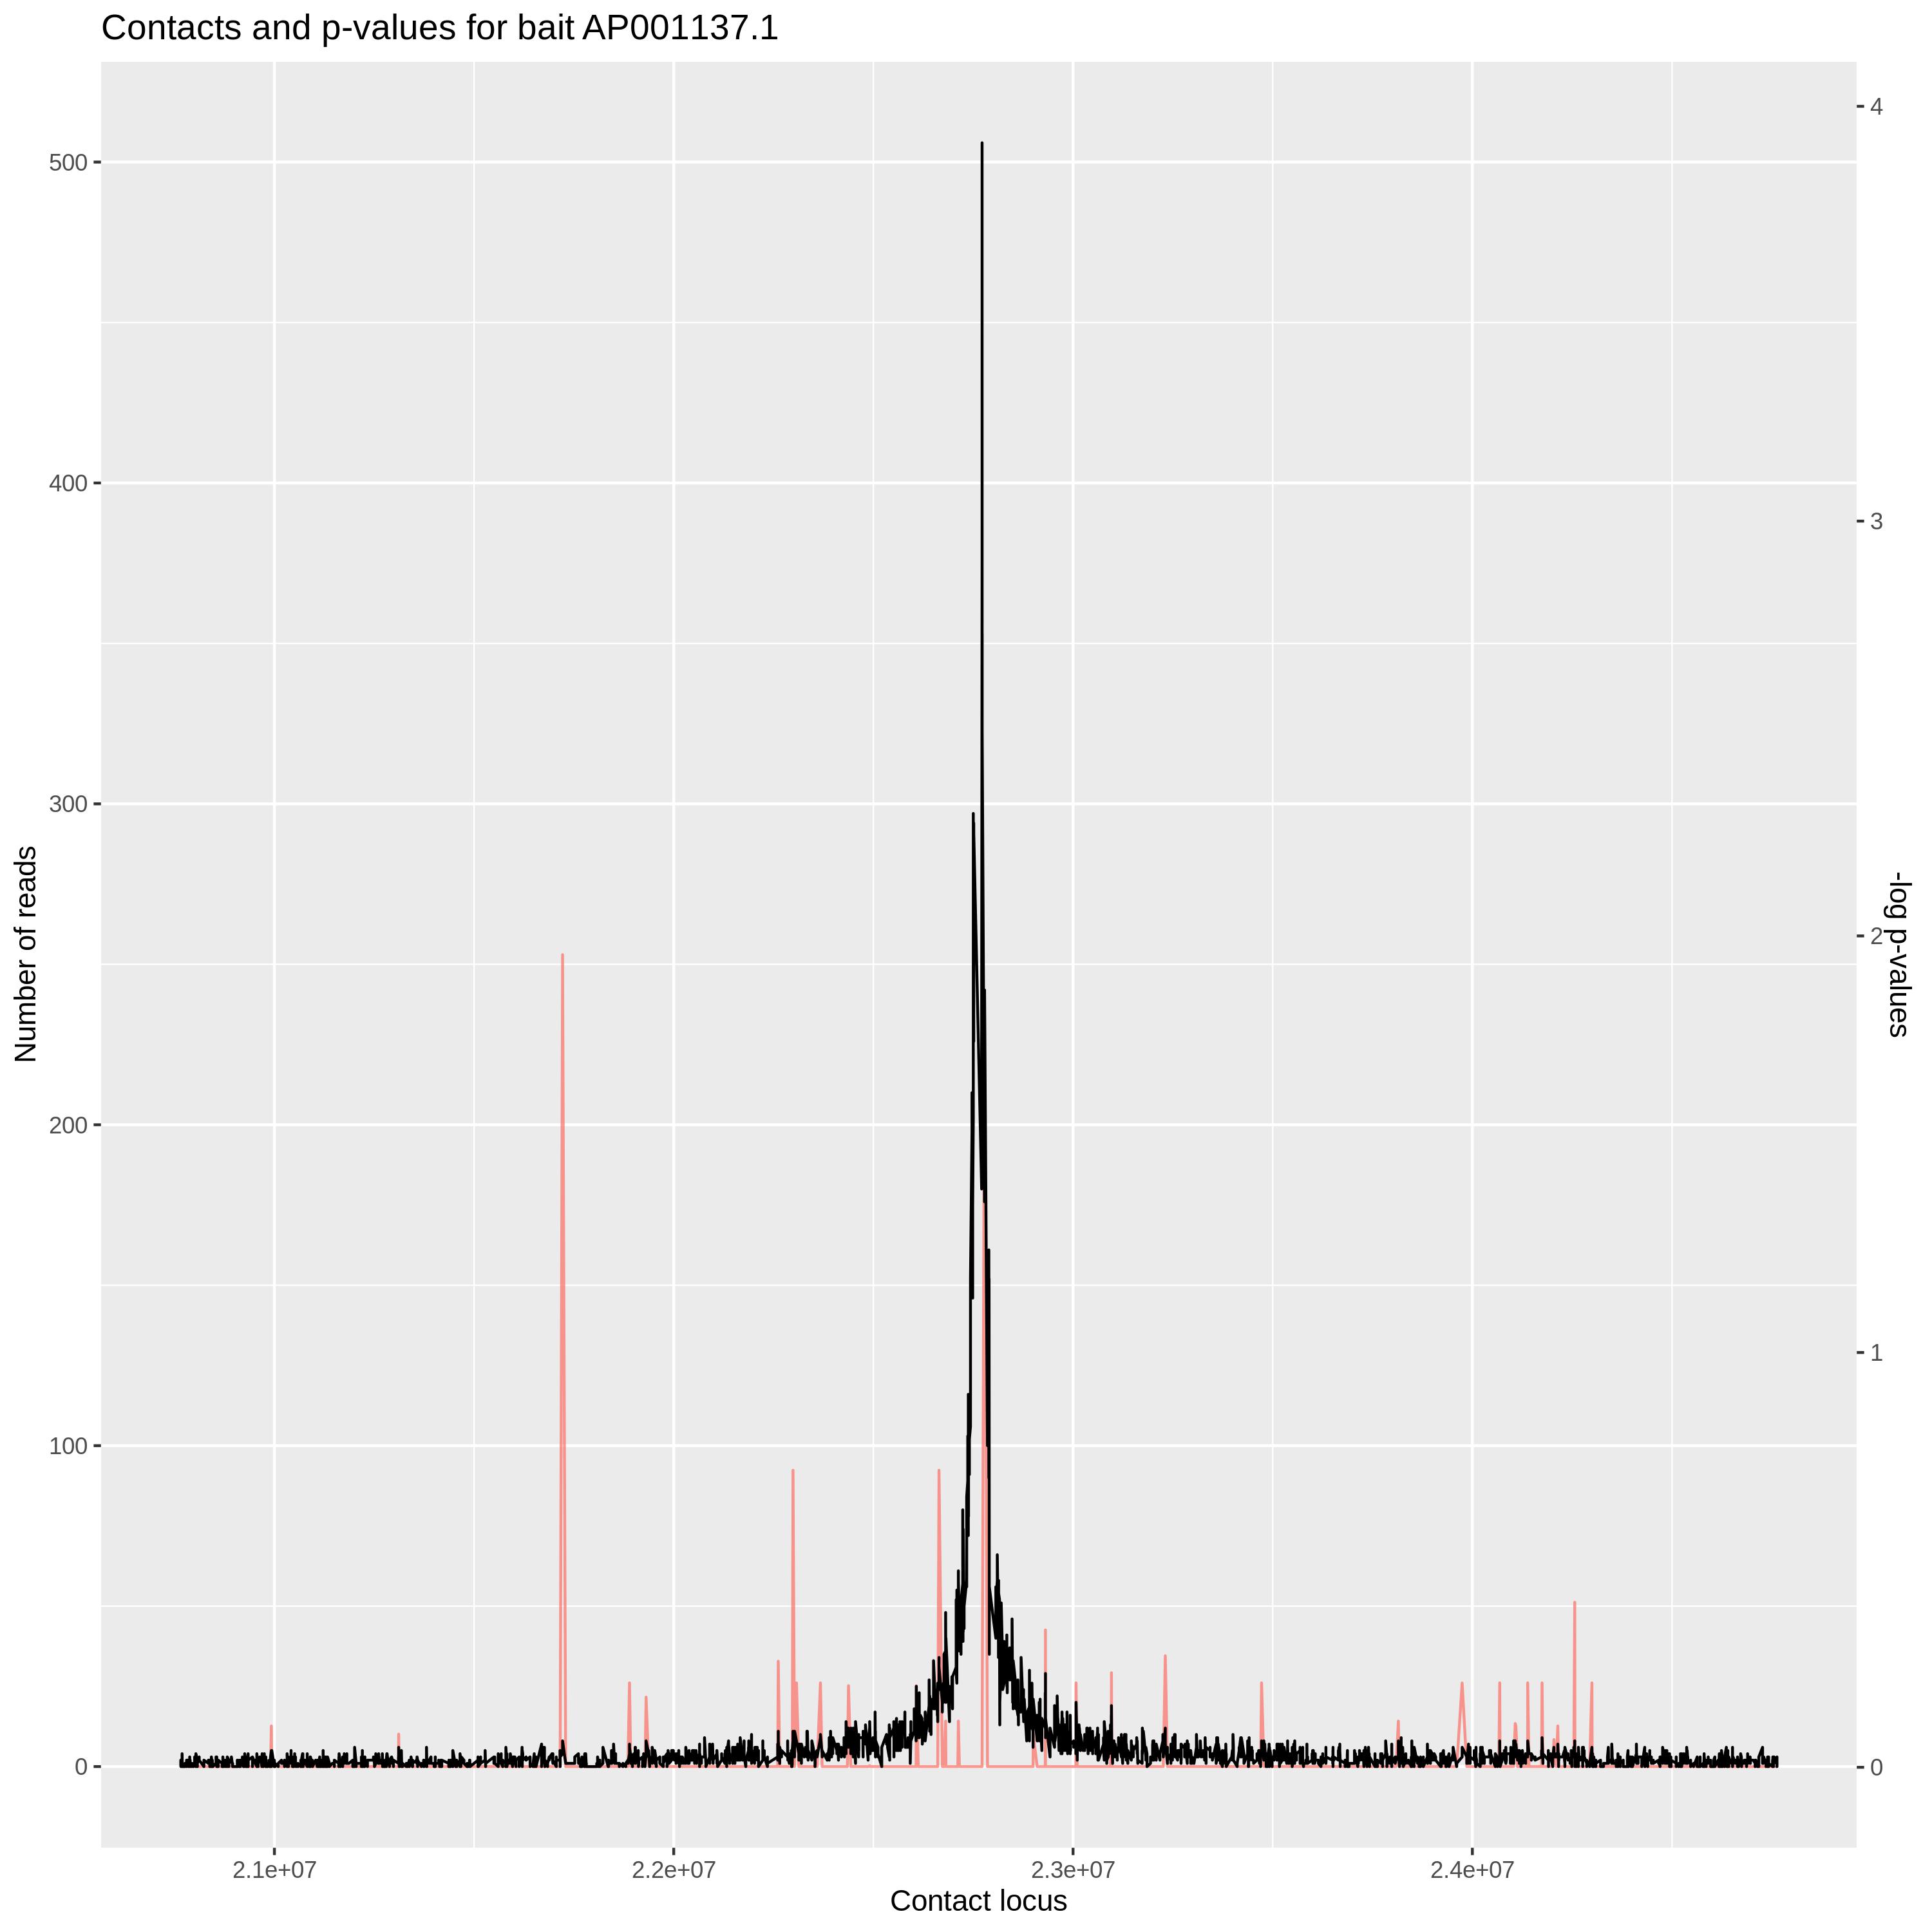 Contacts and p-values for bait AP001137.1
Number of reads
500
400
300
200
100
0
4
3
2
1
0
-log p-values
2.1e+07
2.2e+07
2.3e+07
2.4e+07
Contact locus